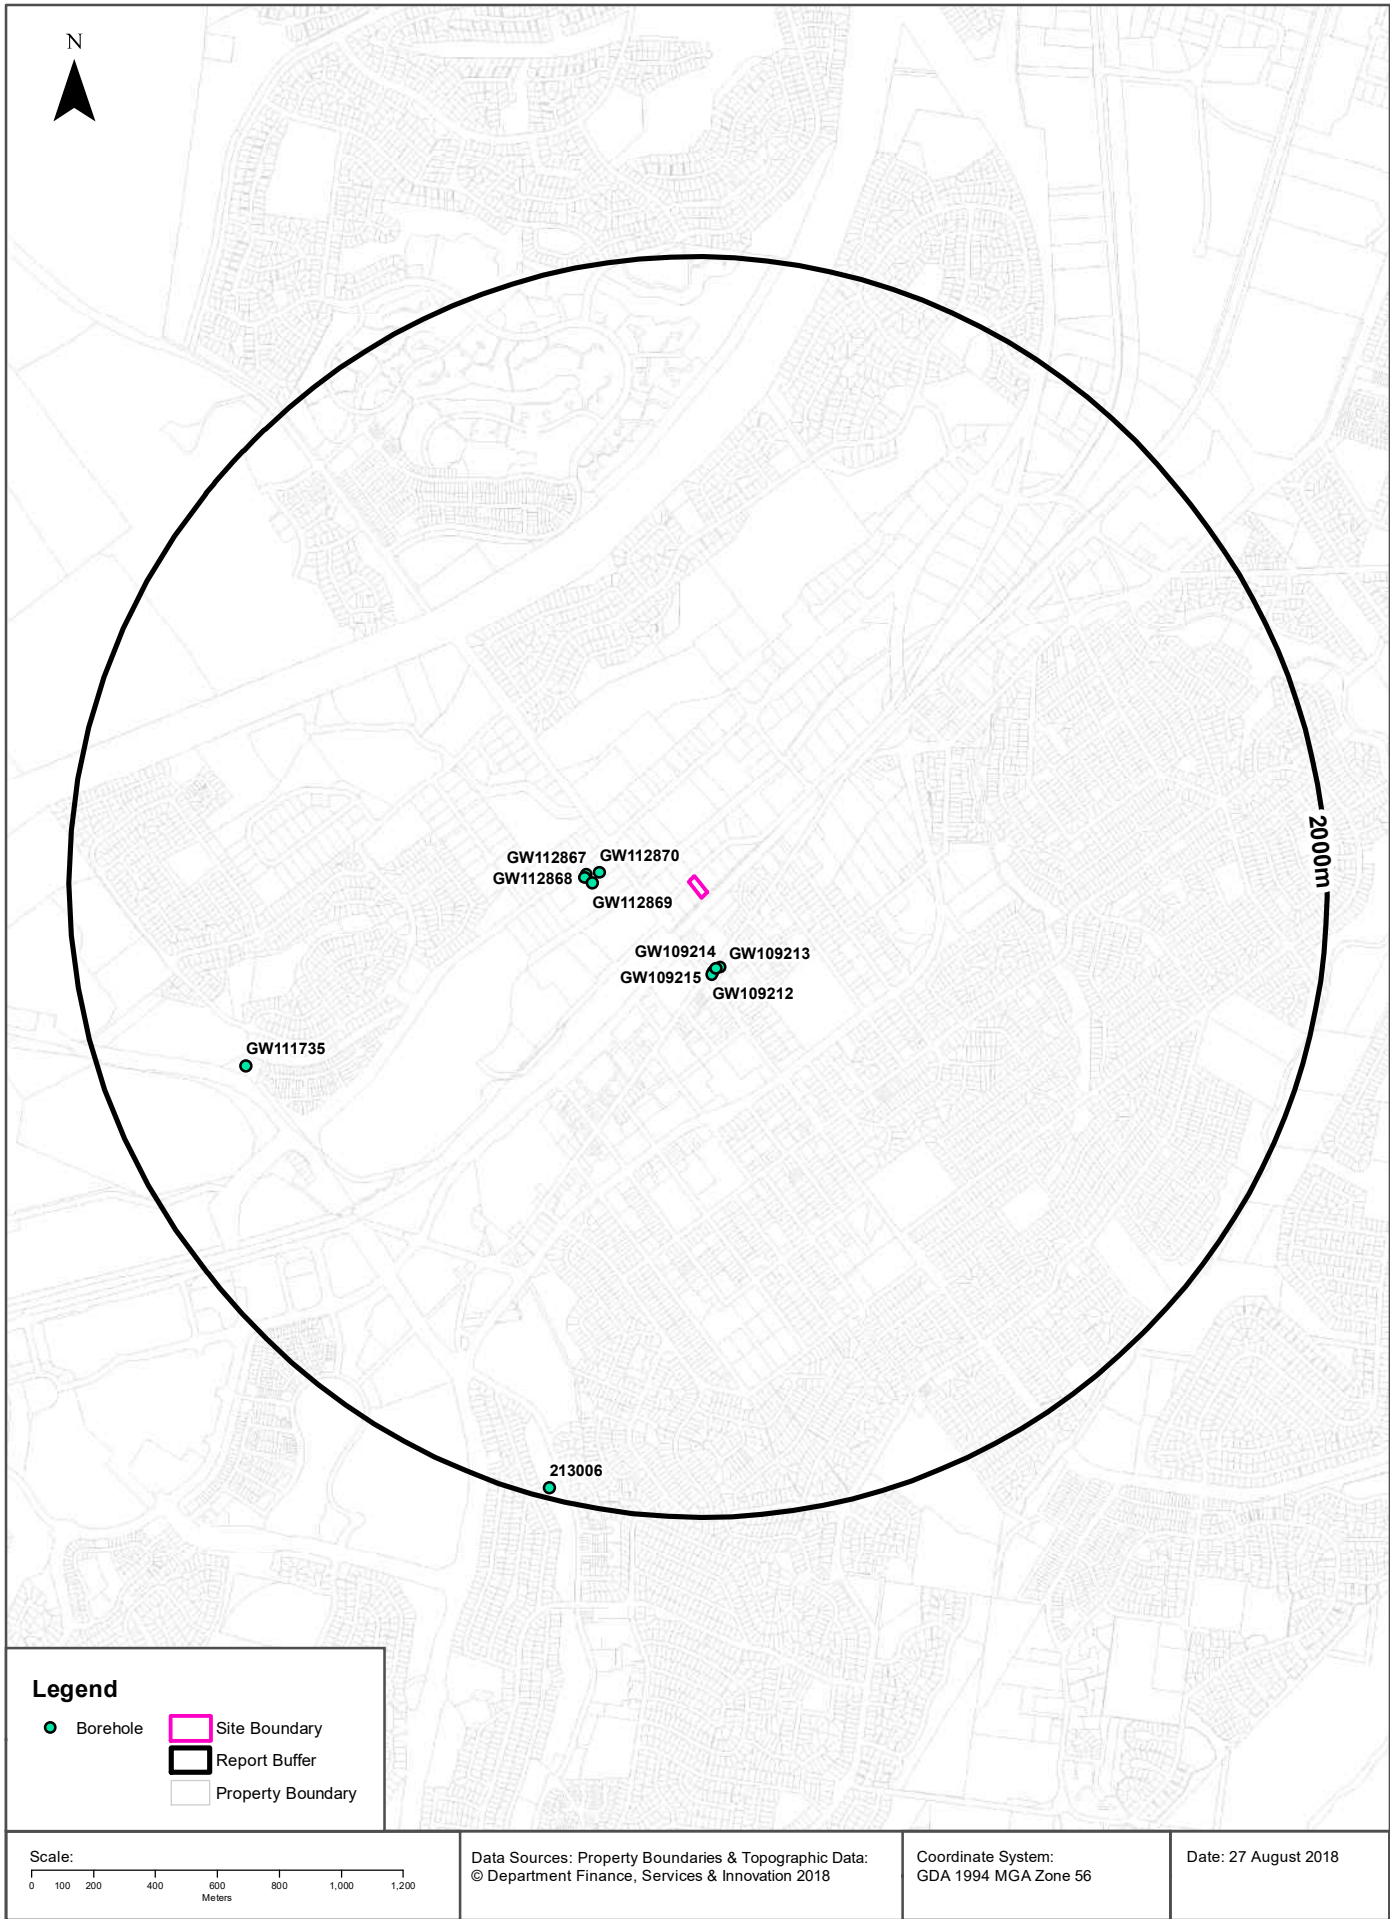 N
2000m
GW112867
GW112870
GW112868
GW112869
GW109214
GW109213
GW109215
GW109212
GW111735
213006
Legend
Borehole
Site Boundary
Report Buffer
Property Boundary
Scale:
0 100 200 400 600 800 1,000 1,200
Meters
Data Sources: Property Boundaries & Topographic Data:
© Department Finance, Services & Innovation 2018
Coordinate System:
GDA 1994 MGA Zone 56
Date: 27 August 2018